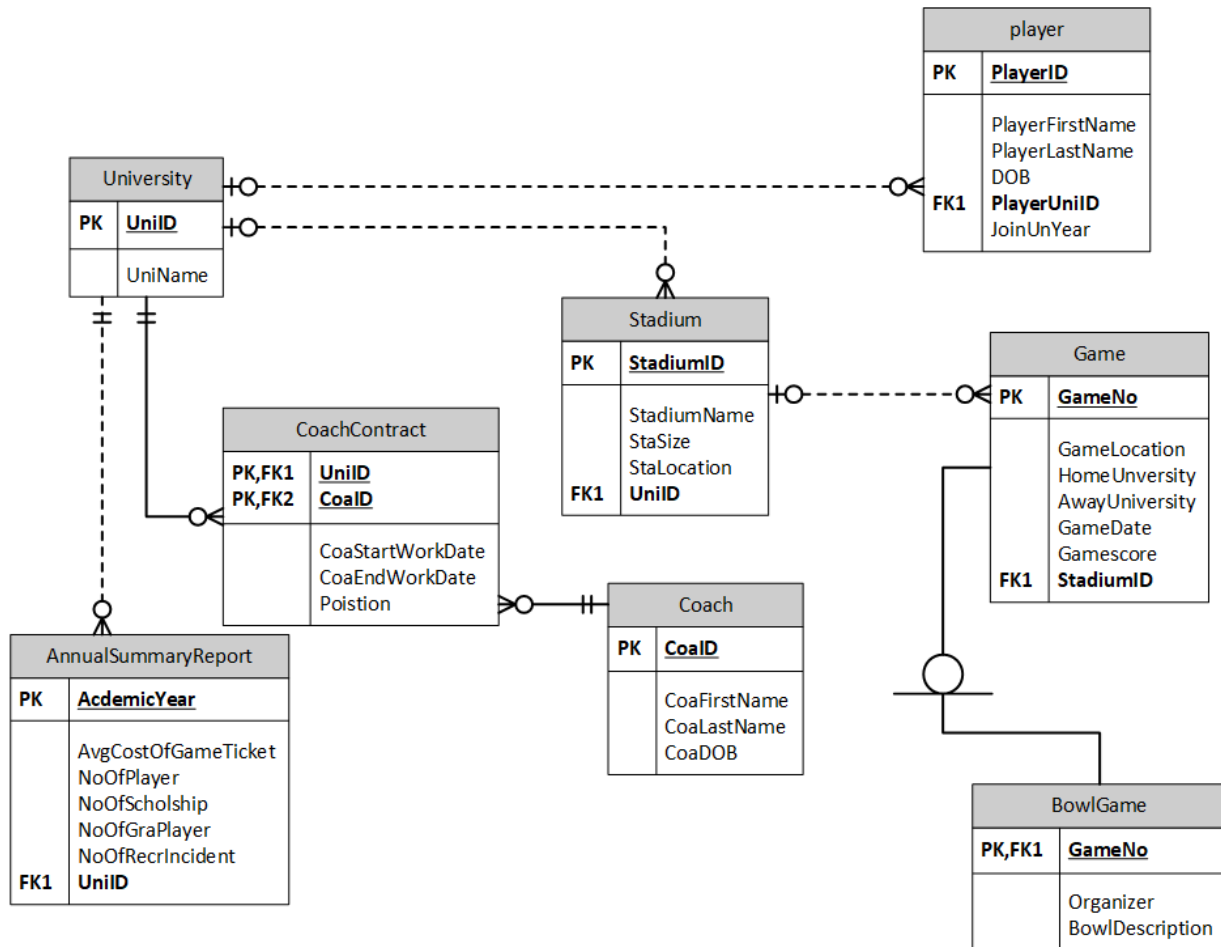 player
PK PlayerID
PlayerFirstName
PlayerLastName
DOB
FK1 PlayerUniID
JoinUnYear
University
PK UniID
UniName
Stadium
PK StadiumID
StadiumName
StaSize
StaLocation
FK1 UniID
Game
PK GameNo
GameLocation
HomeUnversity
AwayUniversity
GameDate
Gamescore
FK1 StadiumID
CoachContract
PK,FK1 UniID
PK,FK2 CoaID
CoaStartWorkDate
CoaEndWorkDate
Poistion
Coach
PK CoaID
CoaFirstName
CoaLastName
CoaDOB
AnnualSummaryReport
PK AcdemicYear
AvgCostOfGameTicket
NoOfPlayer
NoOfScholship
NoOfGraPlayer
NoOfRecrIncident
FK1 UniID
BowlGame
PK,FK1 GameNo
Organizer
BowlDescription